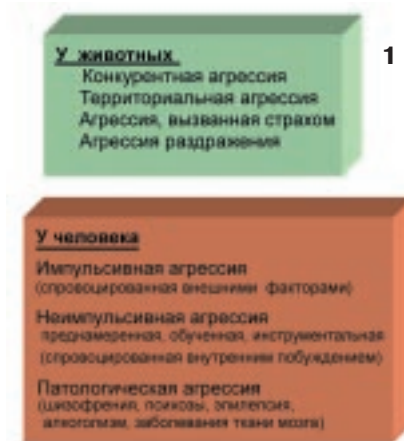 У животных
Конкурентная агрессия
Территориальная агрессия
Агрессия, вызванная страхом
Агрессия раздражения
1
У человека
Импульсивная агрессия
(спровоцированная внешними факторами)
Неимпульсивная агрессия
преднамеренная, обученная, инструментальная
(спровоцированная внутренним побуждением)
Патологическая агрессия
(шизофрения, психозы, эпилепсия,
алкоголизм, заболевания ткани мозга)